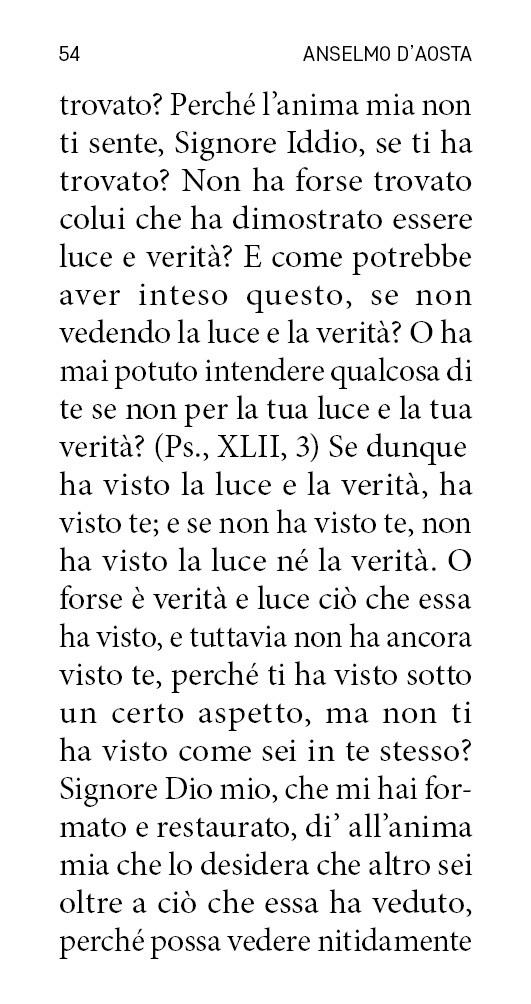 54 ANSELMO D'AOSTA
trovato? Perché l’anima mia non
ti sente, Signore Iddio, se ti ha
trovato? Non ha forse trovato
colui che ha dimostrato essere
luce e verità? E come potrebbe
aver inteso questo, se non
vedendo la luce e la verità? O ha
mai potuto intendere qualcosa di
te se non per la tua luce e la tua
verità? (Ps., XLII, 3) Se dunque
ha visto la luce e la verità, ha
visto te; e se non ha visto te, non
ha visto la luce né la verità. O
forse è verità e luce ciò che essa
ha visto, e tuttavia non ha ancora
visto te, perché ti ha visto sotto
un certo aspetto, ma non ti
ha visto come sei in te stesso?
Signore Dio mio, che mi hai for-
mato e restaurato, di’ all’anima
mia che lo desidera che altro sei
oltre a ciò che essa ha veduto,
perché possa vedere nitidamente